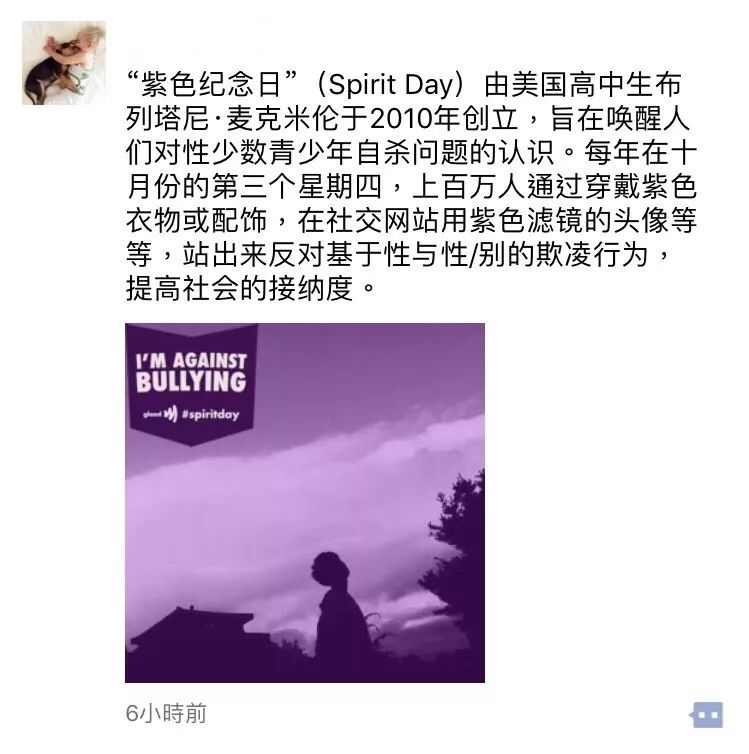 “紫色纪念日”（Spirit Day）由美国高中生布
列塔尼·麦克米伦于2010年创立，旨在唤醒人
们对性少数青少年自杀问题的认识。每年在十
月份的第三个星期四，上百万人通过穿戴紫色
衣物或配饰，在社交网站用紫色滤镜的头像等
等，站出来反对基于性与性/别的欺凌行为，
提高社会的接纳度。
I'M AGAINST
BULLYING
glaad #spiritday
6小時前